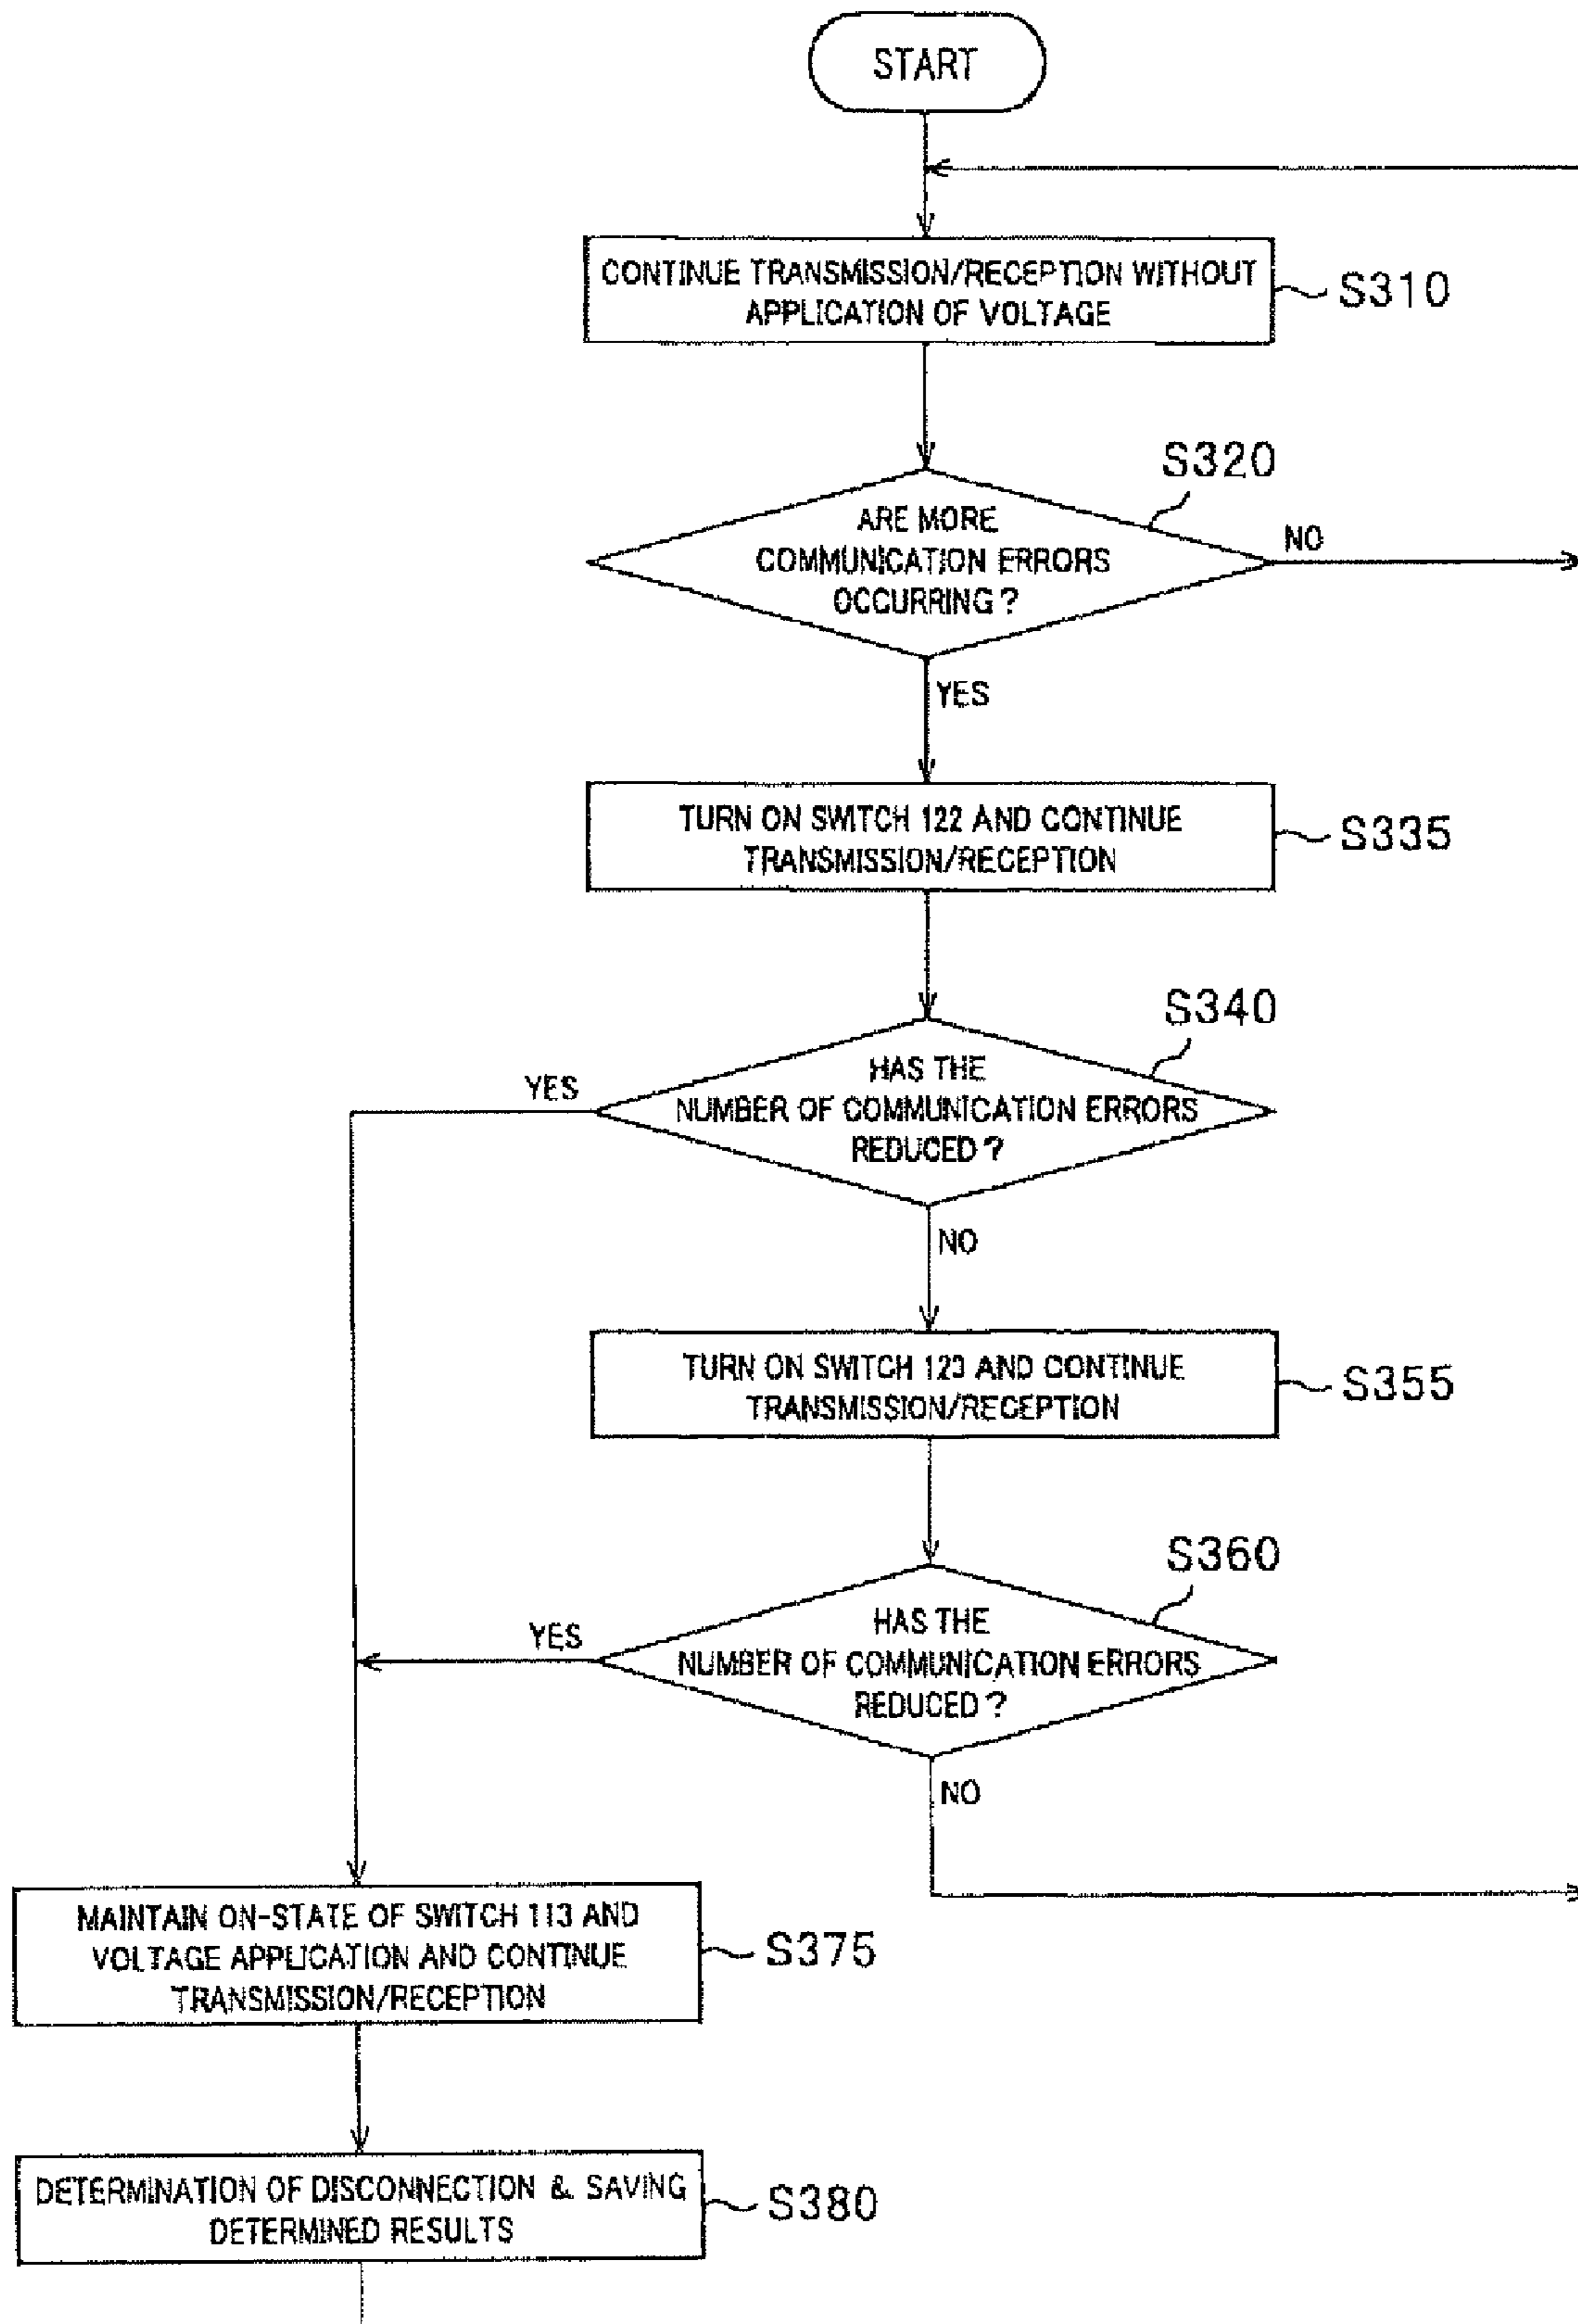 START
CONTINUE TRANSMISSION/RECEPTION WITHOUT
APPLICATION OF VOLTAGE
S310
S320
ARE MORE
COMMUNICATION ERRORS
OCCURRING?
NO
YES
TURN ON SWITCH 122 AND CONTINUE
TRANSMISSION/RECEPTION
S335
S340
HAS THE
NUMBER OF COMMUNICATION ERRORS
REDUCED?
YES
NO
TURN ON SWITCH 123 AND CONTINUE
TRANSMISSION/RECEPTION
S355
S360
HAS THE
NUMBER OF COMMUNICATION ERRORS
REDUCED?
YES
NO
MAINTAIN ON-STATE OF SWITCH 113 AND
VOLTAGE APPLICATION AND CONTINUE
TRANSMISSION/RECEPTION
S375
DETERMINATION OF DISCONNECTION & SAVING
DETERMINED RESULTS
S380